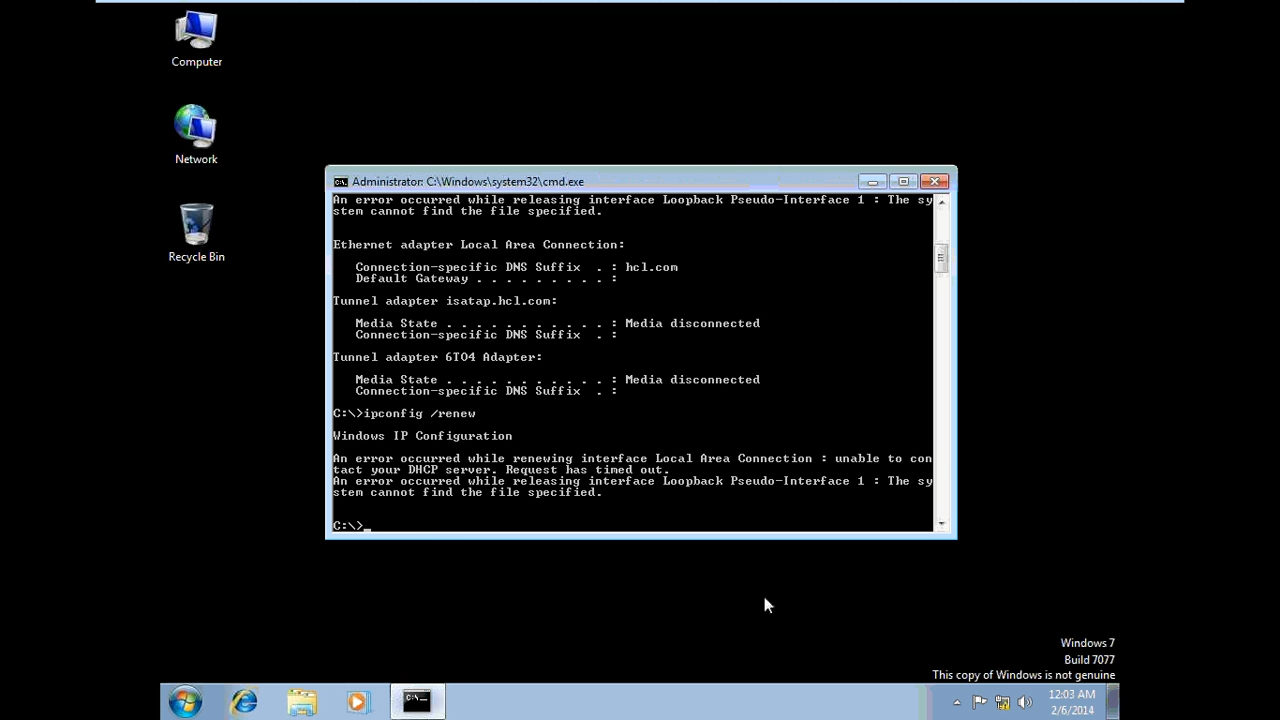 Computer
Network
Recycle Bin
Administrator: C:\Windows\system32\cmd.exe
An error occurred while releasing interface Loopback Pseudo-Interface 1 : The sy
stem cannot find the file specified.
Ethernet adapter Local Area Connection:
Connection-specific DNS Suffix . : hcl.com
Default Gateway . . . . . . . . . :
Tunnel adapter isatap.hcl.com:
Media State . . . . . . . . . . . : Media disconnected
Connection-specific DNS Suffix . :
Tunnel adapter 6TO4 Adapter:
Media State . . . . . . . . . . . : Media disconnected
Connection-specific DNS Suffix . :
C:\>ipconfig /renew
Windows IP Configuration
An error occurred while renewing interface Local Area Connection : unable to con
tact your DHCP server. Request has timed out.
An error occurred while releasing interface Loopback Pseudo-Interface 1 : The sy
stem cannot find the file specified.
C:\>_
Windows 7
Build 7077
This copy of Windows is not genuine
12:03 AM
2/6/2014